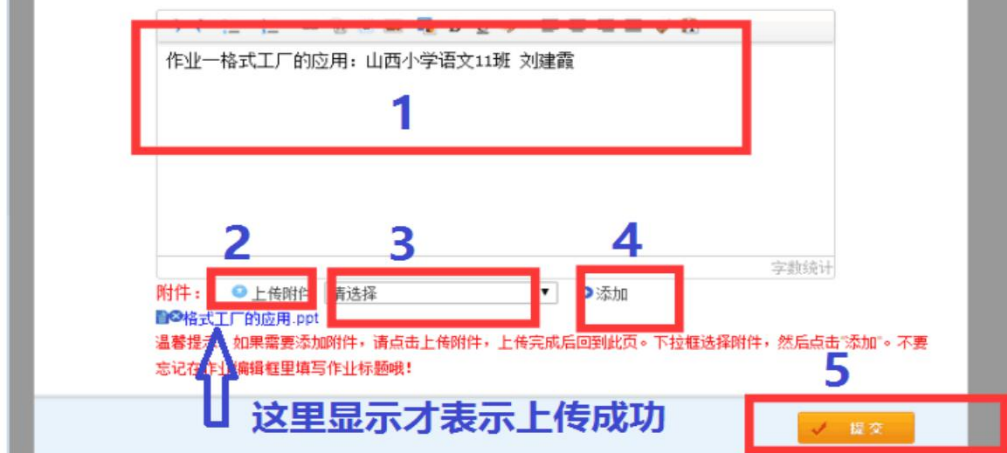 作业一格式工厂的应用：山西小学语文11班 刘建霞
1
2
3
4
字数统计
附件： 上传附件 请选择 添加
格式工厂的应用.ppt
温馨提示：如果需要添加附件，请点击上传附件，上传完成后回到此页。下拉框选择附件，然后点击"添加"。不要
忘记在作业编辑框里填写作业标题哦！
5
这里显示才表示上传成功
提交